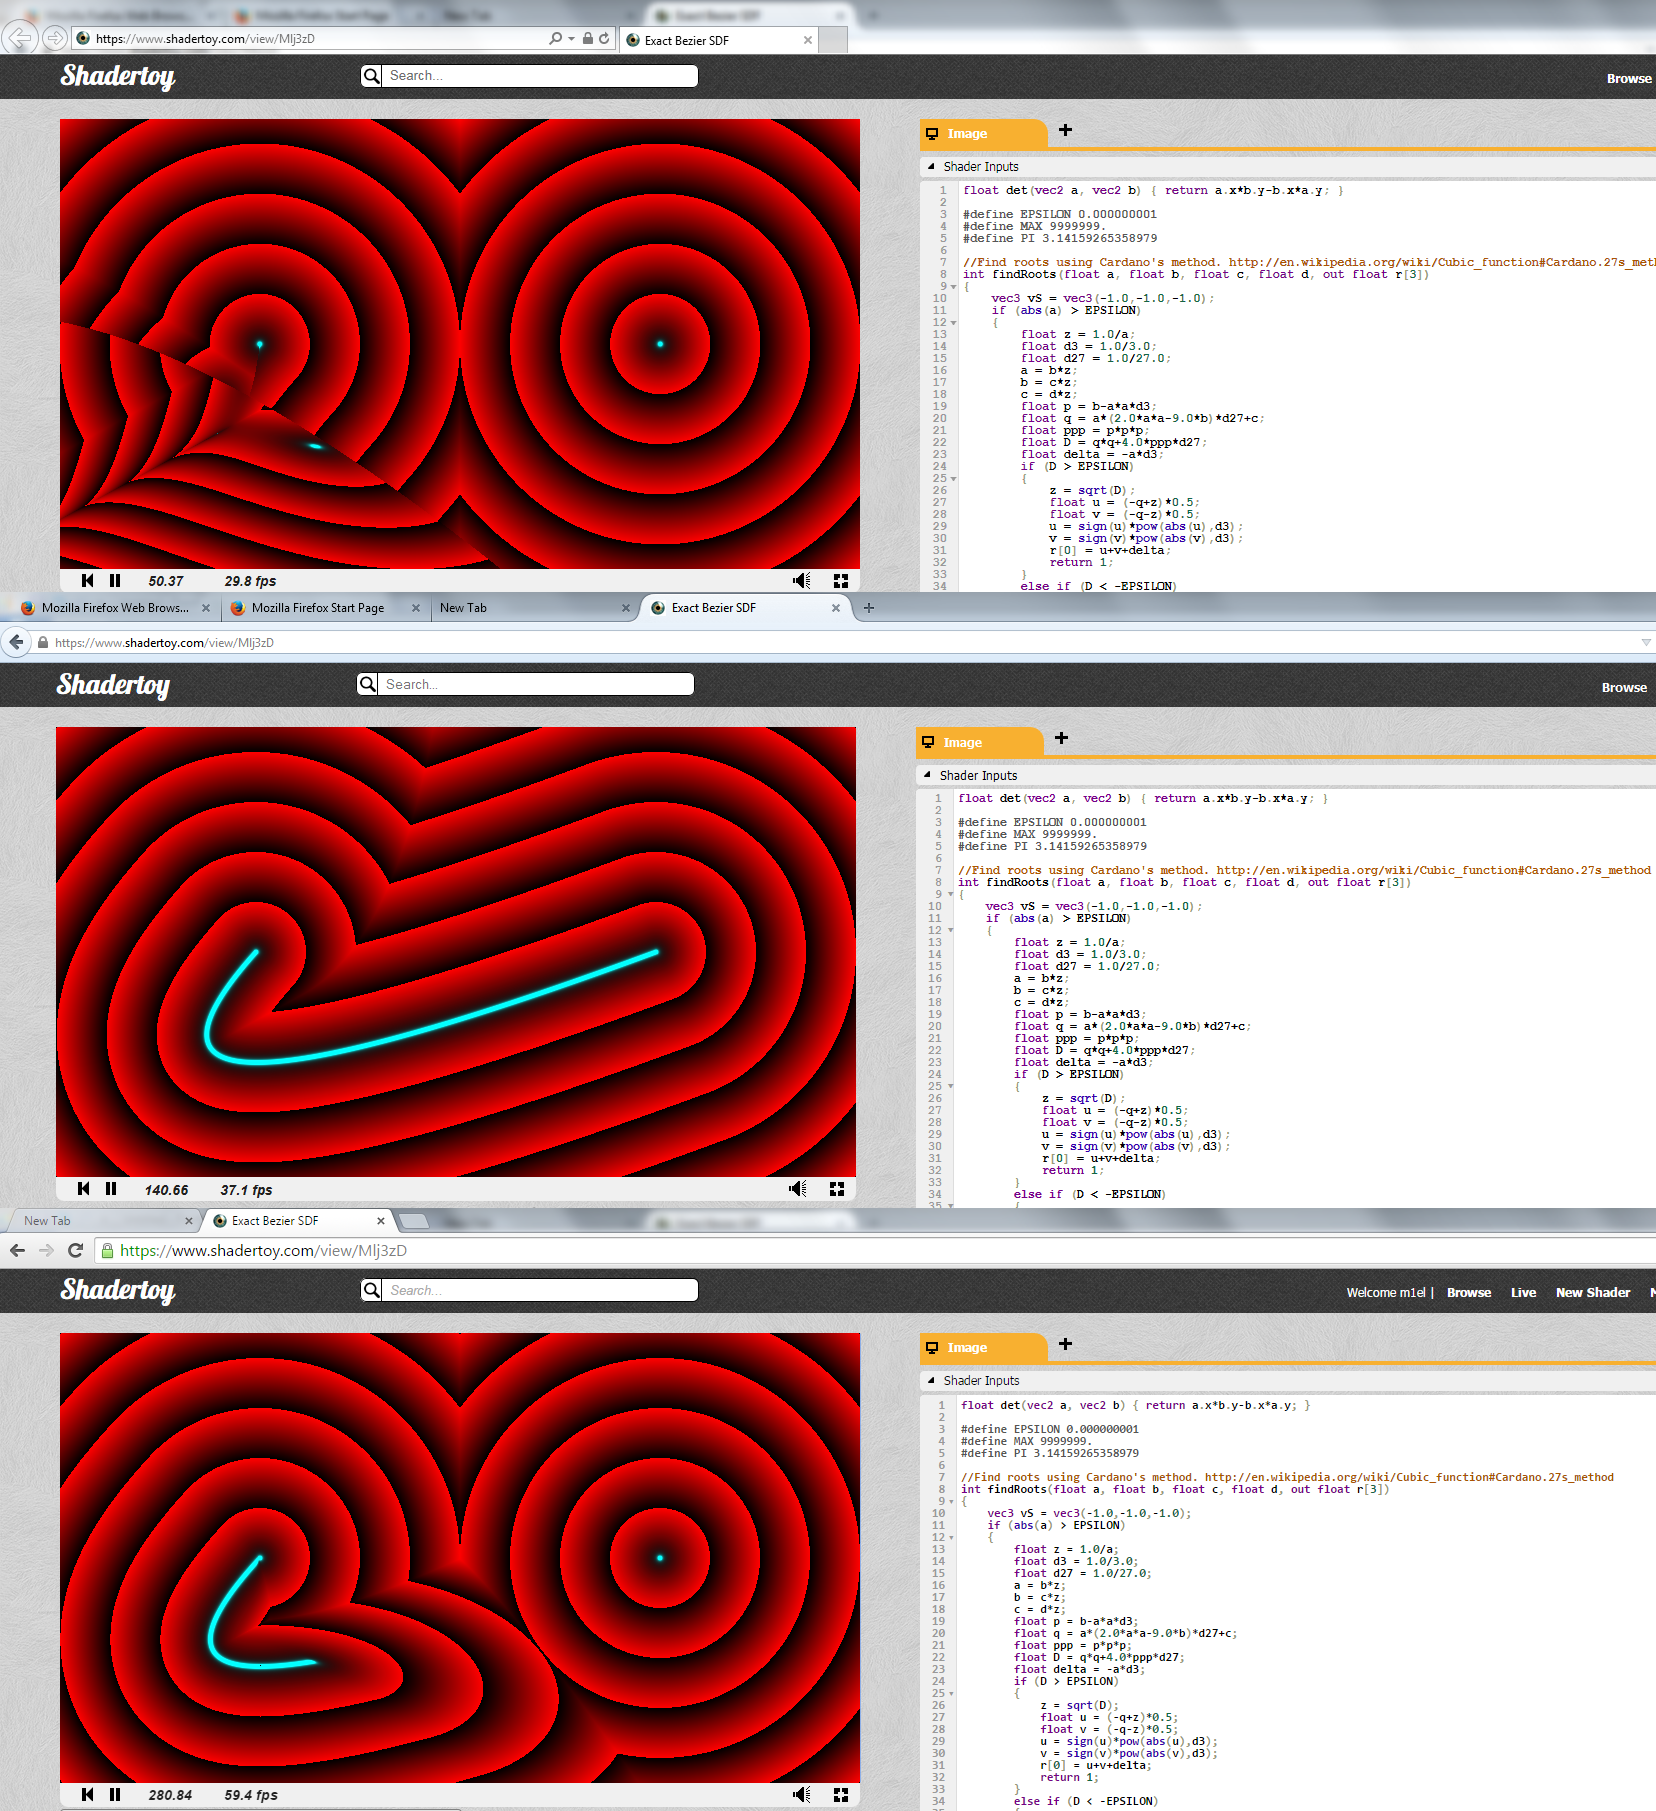 https://www.shadertoy.com/view/Mlj3zD
Exact Bezier SDF
Shadertoy
Search...
Browse
Image
Shader Inputs
1 float det(vec2 a, vec2 b) { return a.x*b.y-b.x*a.y; }
2
3 #define EPSILON 0.000000001
4 #define MAX 9999999.
5 #define PI 3.14159265358979
6
7 //Find roots using Cardano's method. http://en.wikipedia.org/wiki/Cubic_function#Cardano.27s_met
8 int findRoots(float a, float b, float c, float d, out float r[3])
9 {
10 vec3 vS = vec3(-1.0,-1.0,-1.0);
11 if (abs(a) > EPSILON)
12 {
13 float z = 1.0/a;
14 float d3 = 1.0/3.0;
15 float d27 = 1.0/27.0;
16 a = b*z;
17 b = c*z;
18 c = d*z;
19 float p = b-a*a*d3;
20 float q = a*(2.0*a*a-9.0*b)*d27+c;
21 float ppp = p*p*p;
22 float D = q*q+4.0*ppp*d27;
23 float delta = -a*d3;
24 if (D > EPSILON)
25 {
26 z = sqrt(D);
27 float u = (-q+z)*0.5;
28 float v = (-q-z)*0.5;
29 u = sign(u)*pow(abs(u),d3);
30 v = sign(v)*pow(abs(v),d3);
31 r[0] = u+v+delta;
32 return 1;
33 }
34 else if (D < -EPSILON)
50.37 29.8 fps
Mozilla Firefox Web Brows...
Mozilla Firefox Start Page
New Tab
Exact Bezier SDF
https://www.shadertoy.com/view/Mlj3zD
Shadertoy
Search...
Browse
Image
Shader Inputs
1 float det(vec2 a, vec2 b) { return a.x*b.y-b.x*a.y; }
2
3 #define EPSILON 0.000000001
4 #define MAX 9999999.
5 #define PI 3.14159265358979
6
7 //Find roots using Cardano's method. http://en.wikipedia.org/wiki/Cubic_function#Cardano.27s_method
8 int findRoots(float a, float b, float c, float d, out float r[3])
9 {
10 vec3 vS = vec3(-1.0,-1.0,-1.0);
11 if (abs(a) > EPSILON)
12 {
13 float z = 1.0/a;
14 float d3 = 1.0/3.0;
15 float d27 = 1.0/27.0;
16 a = b*z;
17 b = c*z;
18 c = d*z;
19 float p = b-a*a*d3;
20 float q = a*(2.0*a*a-9.0*b)*d27+c;
21 float ppp = p*p*p;
22 float D = q*q+4.0*ppp*d27;
23 float delta = -a*d3;
24 if (D > EPSILON)
25 {
26 z = sqrt(D);
27 float u = (-q+z)*0.5;
28 float v = (-q-z)*0.5;
29 u = sign(u)*pow(abs(u),d3);
30 v = sign(v)*pow(abs(v),d3);
31 r[0] = u+v+delta;
32 return 1;
33 }
34 else if (D < -EPSILON)
35 {
140.66 37.1 fps
New Tab
Exact Bezier SDF
https://www.shadertoy.com/view/Mlj3zD
Shadertoy
Search...
Welcome m1el | Browse Live New Shader
Image
Shader Inputs
1 float det(vec2 a, vec2 b) { return a.x*b.y-b.x*a.y; }
2
3 #define EPSILON 0.000000001
4 #define MAX 9999999.
5 #define PI 3.14159265358979
6
7 //Find roots using Cardano's method. http://en.wikipedia.org/wiki/Cubic_function#Cardano.27s_method
8 int findRoots(float a, float b, float c, float d, out float r[3])
9 {
10 vec3 vS = vec3(-1.0,-1.0,-1.0);
11 if (abs(a) > EPSILON)
12 {
13 float z = 1.0/a;
14 float d3 = 1.0/3.0;
15 float d27 = 1.0/27.0;
16 a = b*z;
17 b = c*z;
18 c = d*z;
19 float p = b-a*a*d3;
20 float q = a*(2.0*a*a-9.0*b)*d27+c;
21 float ppp = p*p*p;
22 float D = q*q+4.0*ppp*d27;
23 float delta = -a*d3;
24 if (D > EPSILON)
25 {
26 z = sqrt(D);
27 float u = (-q+z)*0.5;
28 float v = (-q-z)*0.5;
29 u = sign(u)*pow(abs(u),d3);
30 v = sign(v)*pow(abs(v),d3);
31 r[0] = u+v+delta;
32 return 1;
33 }
34 else if (D < -EPSILON)
280.84 59.4 fps